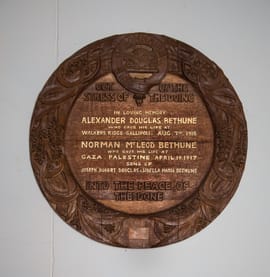 OUT OF THE
STRESS OF THE DOING
IN LOVING MEMORY
ALEXANDER DOUGLAS BETHUNE
WHO GAVE HIS LIFE AT
WALKERS RIDGE GALLIPOLI AUG 7TH 1915
NORMAN McLEOD BETHUNE
WHO GAVE HIS LIFE AT
GAZA PALESTINE APRIL 19 1917
SONS OF
JOSEPH ROBERT DOUGLAS & ISBELLA MARIA BETHUNE
INTO THE PEACE OF
THE DONE